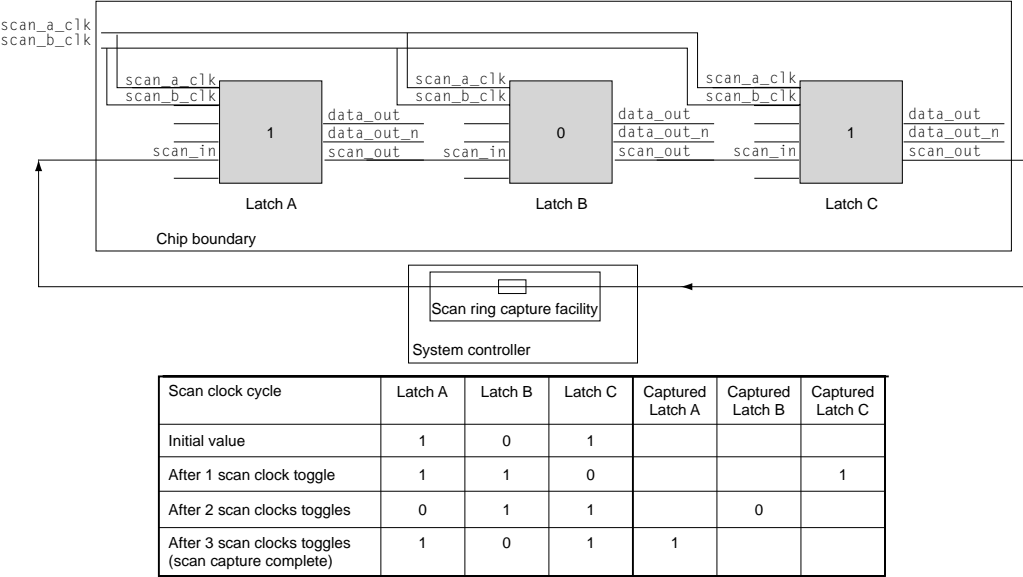 scan_a_clk
scan_b_clk
scan_a_clk
scan_b_clk
1
data_out
data_out_n
scan_in
scan_out
Latch A
scan_a_clk
scan_b_clk
0
data_out
data_out_n
scan_in
scan_out
Latch B
scan_a_clk
scan_b_clk
1
data_out
data_out_n
scan_in
scan_out
Latch C
Chip boundary
Scan ring capture facility
System controller
Scan clock cycle Latch A Latch B Latch C Captured Latch A Captured Latch B Captured Latch C
Initial value 1 0 1
After 1 scan clock toggle 1 1 0 1
After 2 scan clocks toggles 0 1 1 0
After 3 scan clocks toggles 1 0 1 1
(scan capture complete)